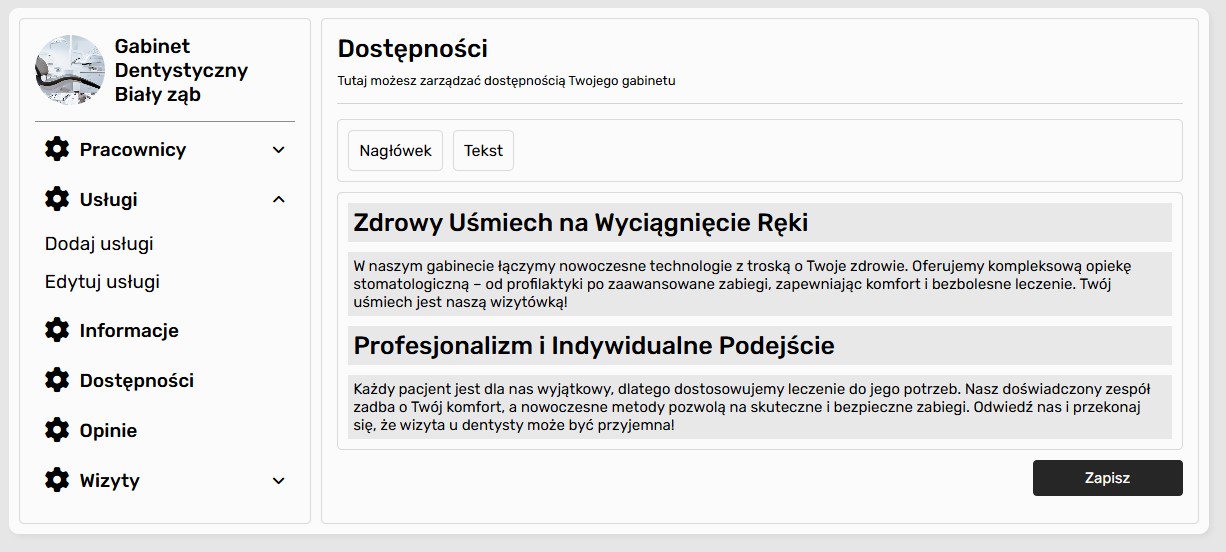 Gabinet
Dentystyczny
Biały ząb
Pracownicy
Usługi
Dodaj usługi
Edytuj usługi
Informacje
Dostępności
Opinie
Wizyty
Dostępności
Tutaj możesz zarządzać dostępnością Twojego gabinetu
Nagłówek Tekst
Zdrowy Uśmiech na Wyciągnięcie Ręki
W naszym gabinecie łączymy nowoczesne technologie z troską o Twoje zdrowie. Oferujemy kompleksową opiekę
stomatologiczną – od profilaktyki po zaawansowane zabiegi, zapewniając komfort i bezbolesne leczenie. Twój
uśmiech jest naszą wizytówką!
Profesjonalizm i Indywidualne Podejście
Każdy pacjent jest dla nas wyjątkowy, dlatego dostosowujemy leczenie do jego potrzeb. Nasz doświadczony zespół
zadba o Twój komfort, a nowoczesne metody pozwolą na skuteczne i bezpieczne zabiegi. Odwiedź nas i przekonaj
się, że wizyta u dentysty może być przyjemna!
Zapisz